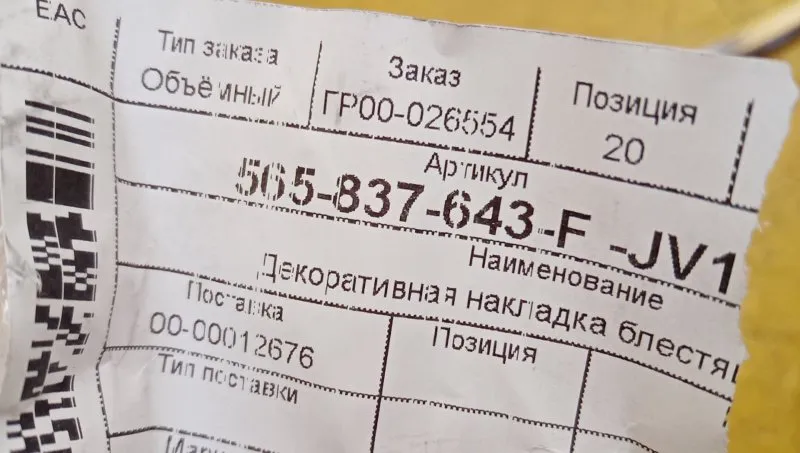 EAC
Тип заказа
Объёмный
Заказ
ГР00-026554
Позиция
20
Артикул
565-837-643-F -JV1
Наименование
Декоративная накладка
Поставка
00-00012676
Позиция
Тип поставки